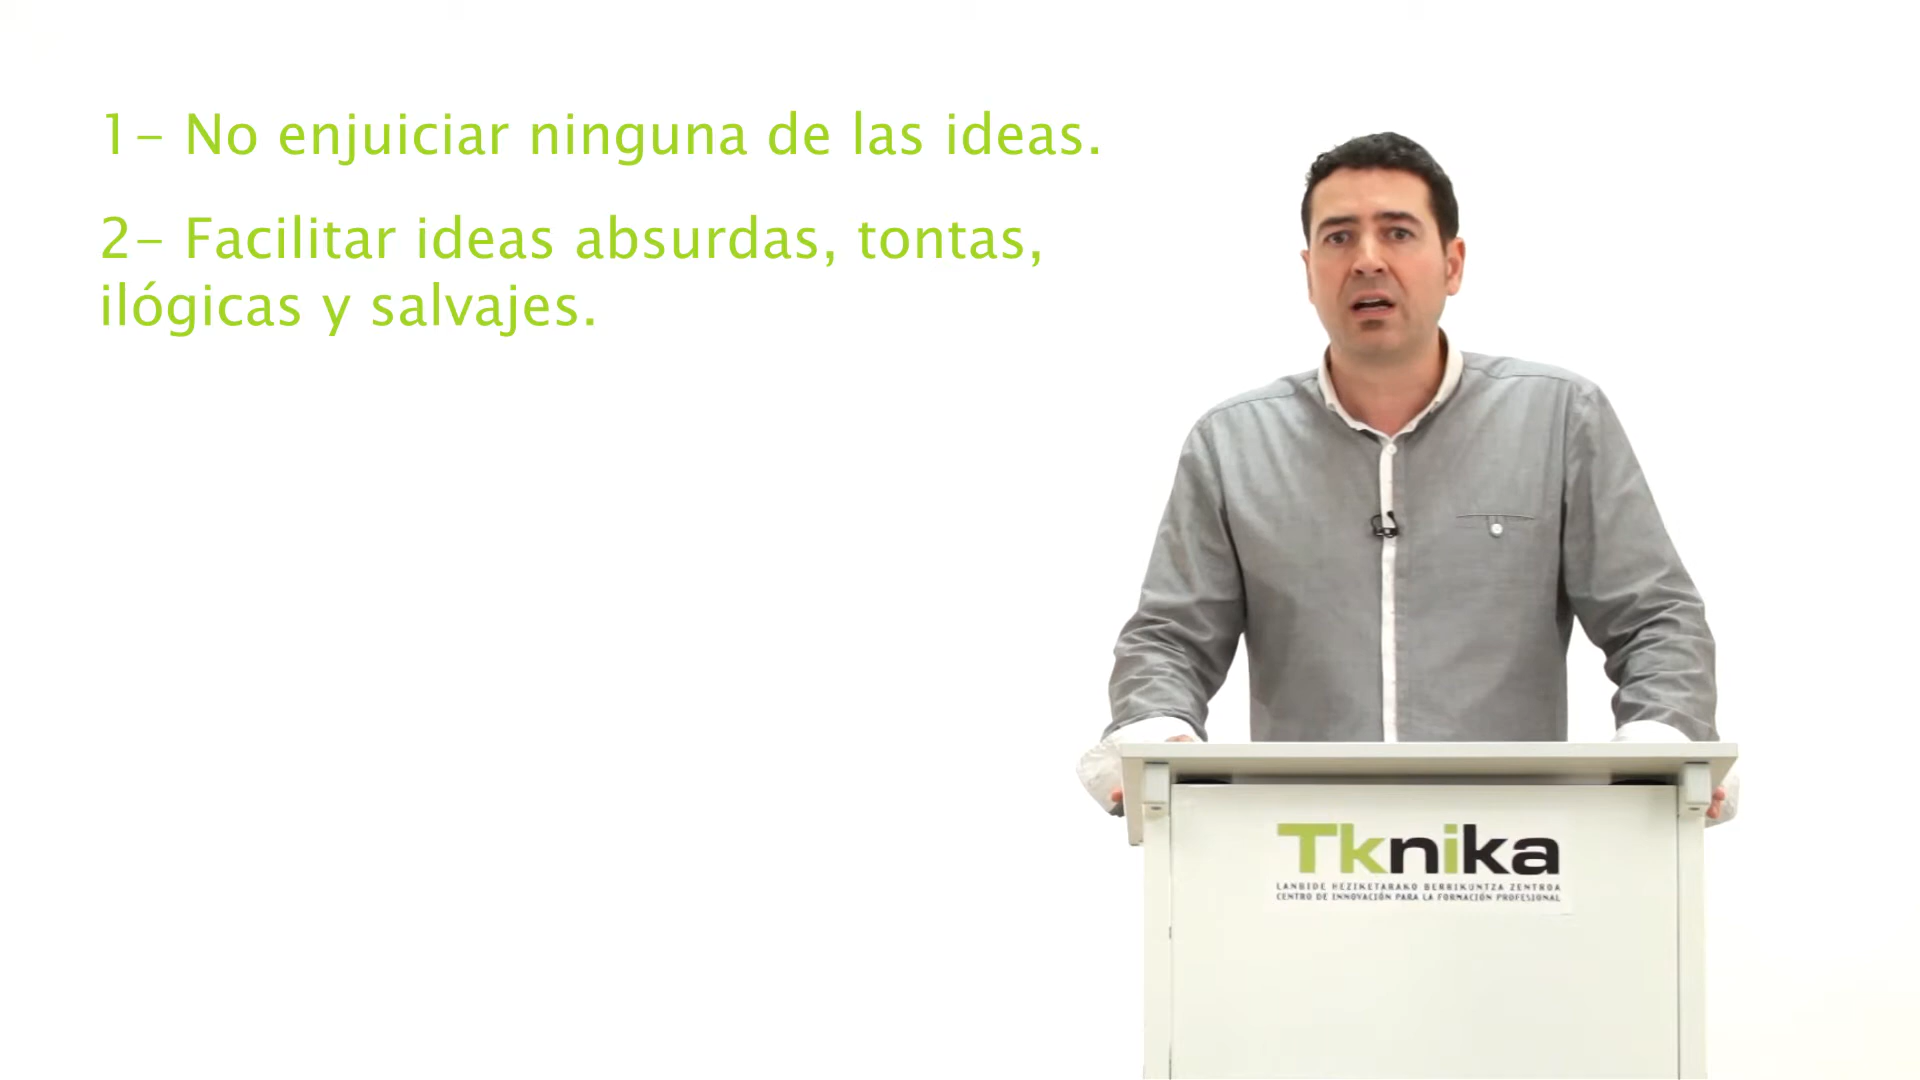 1- No enjuiciar ninguna de las ideas.
2- Facilitar ideas absurdas, tontas,
ilógicas y salvajes.
Tknika
LANBIDE HEZIKETARAKO BERRIKUNTZA ZENTROA
CENTRO DE INNOVACIÓN PARA LA FORMACIÓN PROFESIONAL